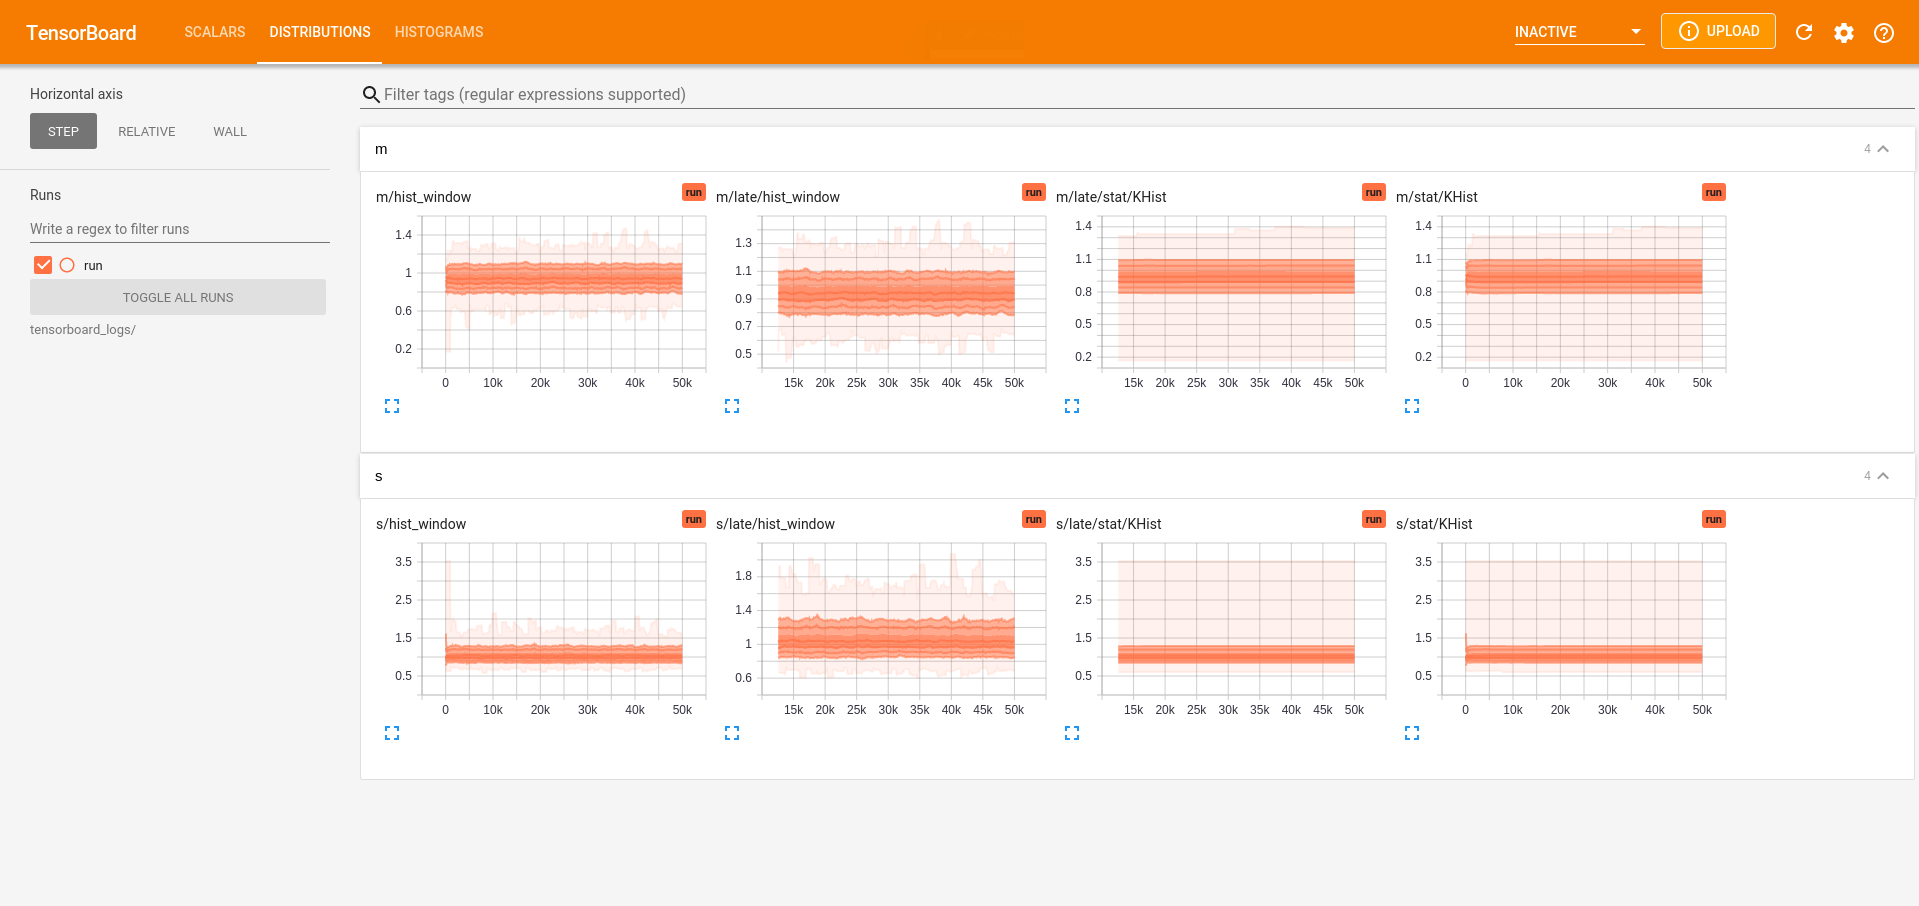 TensorBoard SCALARS DISTRIBUTIONS HISTOGRAMS INACTIVE UPLOAD
Horizontal axis
STEP RELATIVE WALL
Runs
Write a regex to filter runs
run
TOGGLE ALL RUNS
tensorboard_logs/
Filter tags (regular expressions supported)
m 4
m/hist_window run
1.4
1
0.6
0.2
0 10k 20k 30k 40k 50k
m/late/hist_window run
1.3
1.1
0.9
0.7
0.5
15k 20k 25k 30k 35k 40k 45k 50k
m/late/stat/KHist run
1.4
1.1
0.8
0.5
0.2
15k 20k 25k 30k 35k 40k 45k 50k
m/stat/KHist run
1.4
1.1
0.8
0.5
0.2
0 10k 20k 30k 40k 50k
s 4
s/hist_window run
3.5
2.5
1.5
0.5
0 10k 20k 30k 40k 50k
s/late/hist_window run
1.8
1.4
1
0.6
15k 20k 25k 30k 35k 40k 45k 50k
s/late/stat/KHist run
3.5
2.5
1.5
0.5
15k 20k 25k 30k 35k 40k 45k 50k
s/stat/KHist run
3.5
2.5
1.5
0.5
0 10k 20k 30k 40k 50k